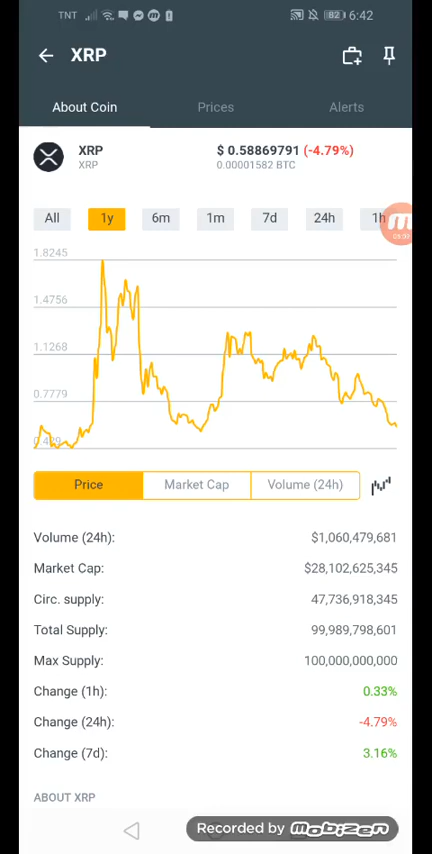 TNT 82 6:42
XRP
About Coin Prices Alerts
XRP $ 0.58869791 (-4.79%)
XRP 0.00001582 BTC
All 1y 6m 1m 7d 24h 1h
1.8245
1.4756
1.1268
0.7779
Price Market Cap Volume (24h)
Volume (24h): $1,060,479,681
Market Cap: $28,102,625,345
Circ. supply: 47,736,918,345
Total Supply: 99,989,798,601
Max Supply: 100,000,000,000
Change (1h): 0.33%
Change (24h): -4.79%
Change (7d): 3.16%
ABOUT XRP
Recorded by mobizen